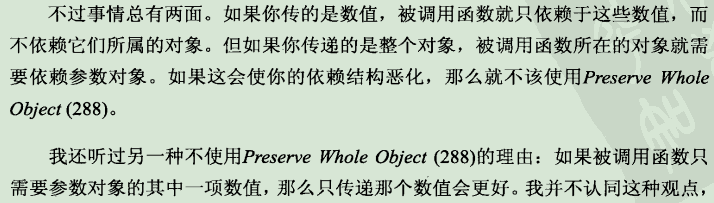 不过事情总有两面。如果你传的是数值，被调用函数就只依赖于这些数值，而
不依赖它们所属的对象。但如果你传递的是整个对象，被调用函数所在的对象就需
要依赖参数对象。如果这会使你的依赖结构恶化，那么就不该使用Preserve Whole
Object (288)。
我还听过另一种不使用Preserve Whole Object (288)的理由：如果被调用函数只
需要参数对象的其中一项数值，那么只传递那个数值会更好。我并不认同这种观点，